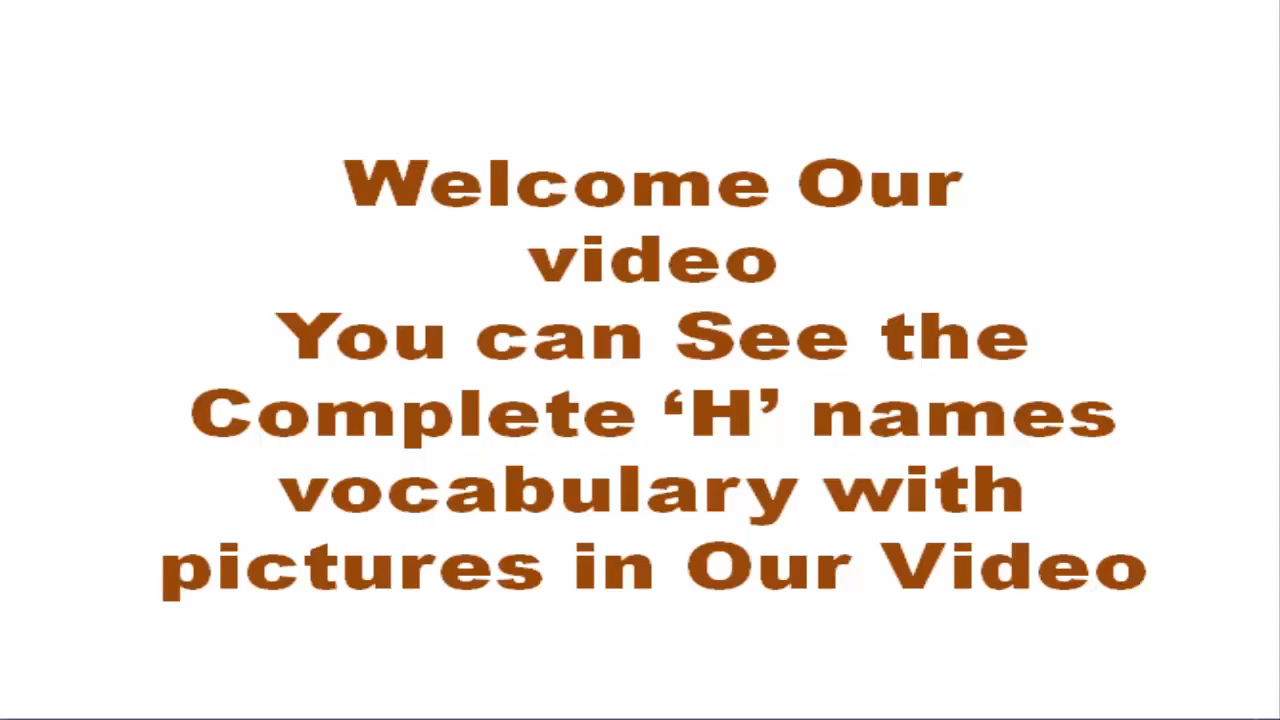 Welcome Our
video
You can See the
Complete ‘H’ names
vocabulary with
pictures in Our Video